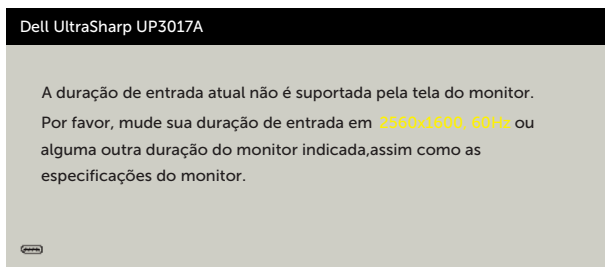 Dell UltraSharp UP3017A
A duração de entrada atual não é suportada pela tela do monitor.
Por favor, mude sua duração de entrada em 2560x1600, 60Hz ou
alguma outra duração do monitor indicada,assim como as
especificações do monitor.